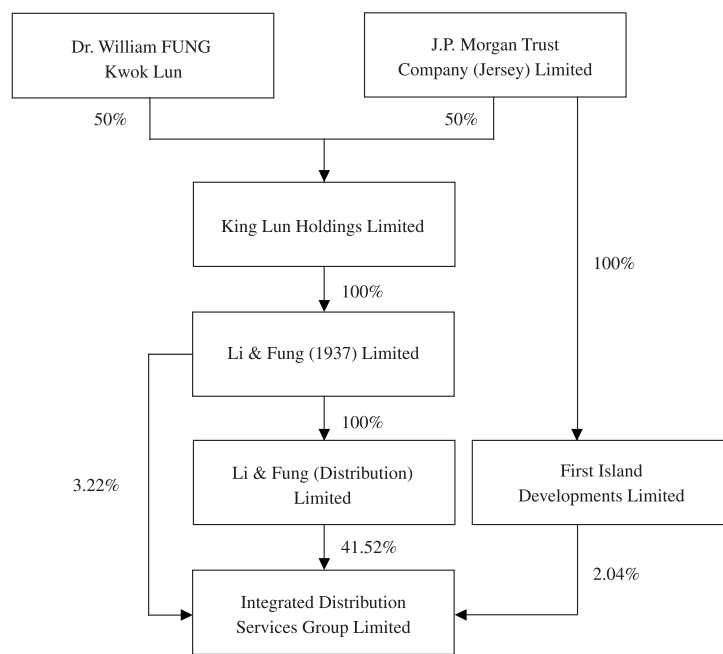 Dr. William FUNG
Kwok Lun
J.P. Morgan Trust
Company (Jersey) Limited
50%
50%
King Lun Holdings Limited
100%
100%
Li & Fung (1937) Limited
100%
Li & Fung (Distribution)
Limited
First Island
Developments Limited
3.22%
41.52%
2.04%
Integrated Distribution
Services Group Limited